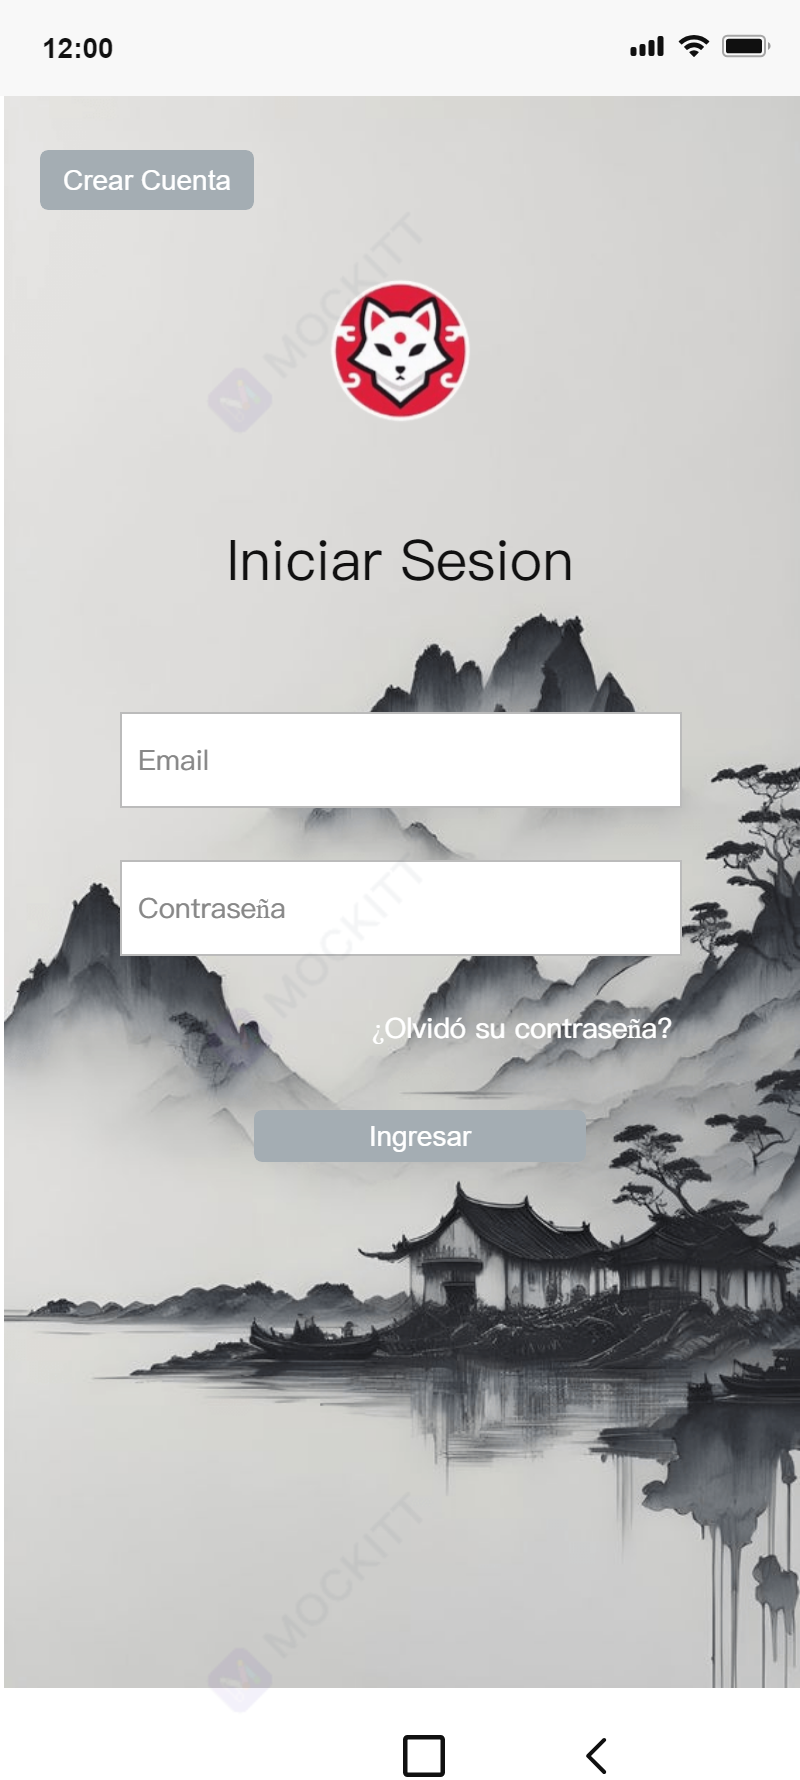 12:00
Crear Cuenta
MOCKITT
Iniciar Sesion
Email
Contraseña
MOCKITT
¿Olvidó su contraseña?
Ingresar
MOCKITT